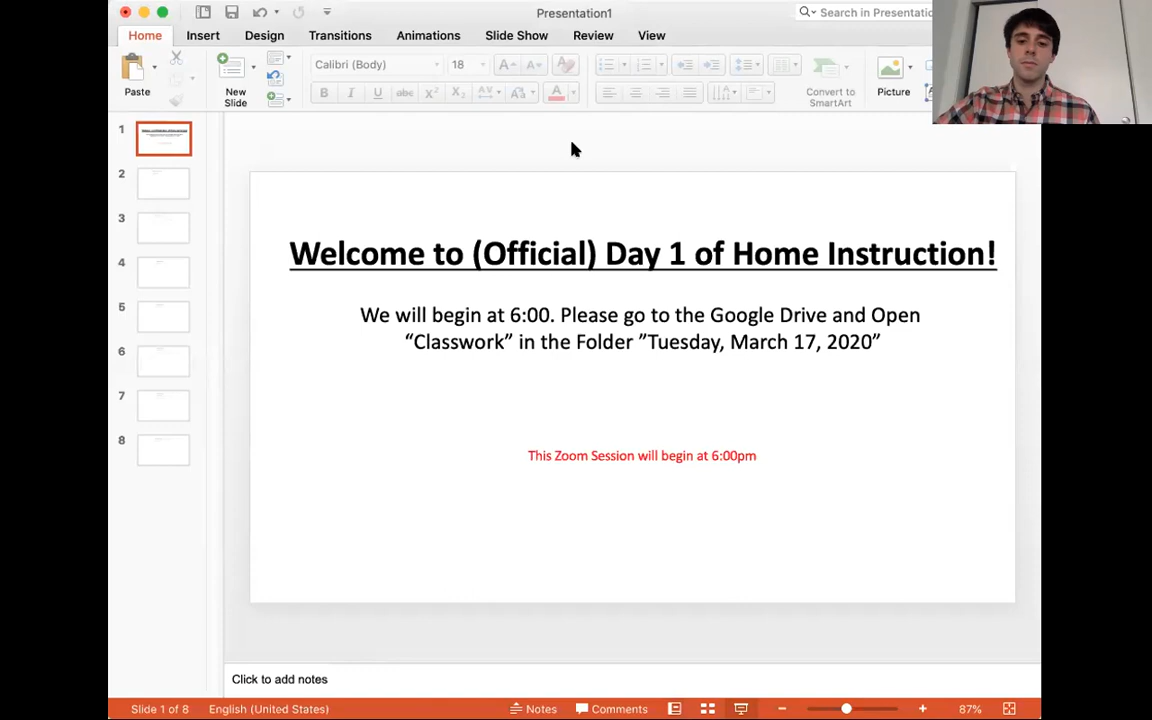 Presentation1
Search in Presentatio
Home Insert Design Transitions Animations Slide Show Review View
Paste
New
Slide
Calibri (Body) 18
Convert to
SmartArt
Picture
1
2
3
4
5
6
7
8
Welcome to (Official) Day 1 of Home Instruction!
We will begin at 6:00. Please go to the Google Drive and Open
“Classwork” in the Folder ”Tuesday, March 17, 2020”
This Zoom Session will begin at 6:00pm
Click to add notes
Slide 1 of 8 English (United States) Notes Comments 87%